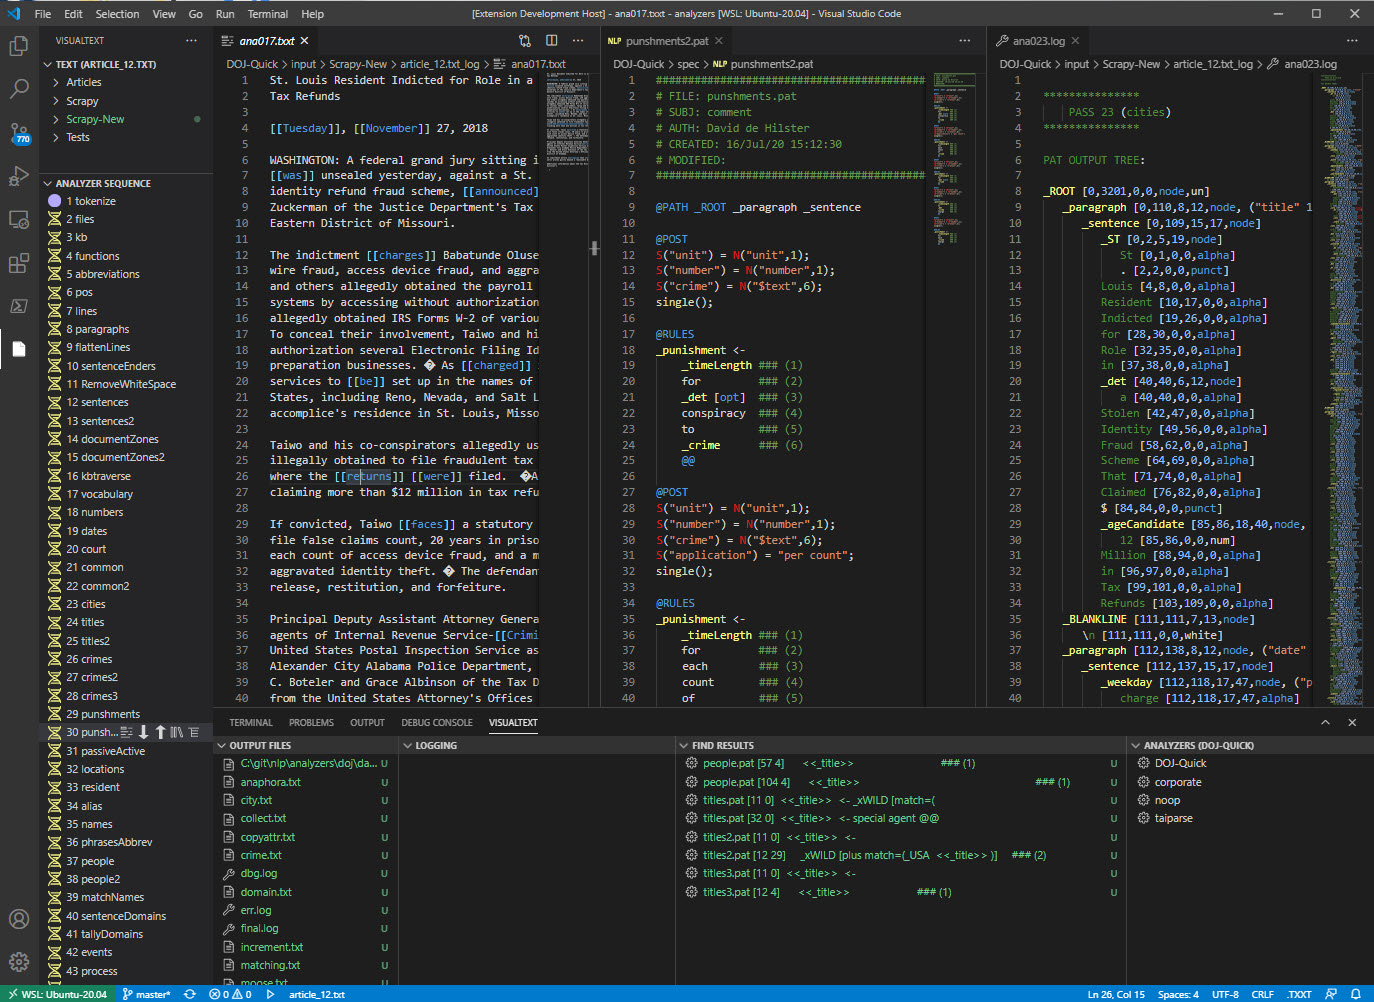 File Edit Selection View Go Run Terminal Help
[Extension Development Host] - ana017.txxt - analyzers [WSL: Ubuntu-20.04] - Visual Studio Code
VISUALTEXT ···
TEXT (ARTICLE_12.TXT)
Articles
Scrapy
Scrapy-New
Tests
770
ANALYZER SEQUENCE
1 tokenize
2 files
3 kb
4 functions
5 abbreviations
6 pos
7 lines
8 paragraphs
9 flattenLines
10 sentenceEnders
11 RemoveWhiteSpace
12 sentences
13 sentences2
14 documentZones
15 documentZones2
16 kbtraverse
17 vocabulary
18 numbers
19 dates
20 court
21 common
22 common2
23 cities
24 titles
25 titles2
26 crimes
27 crimes2
28 crimes3
29 punshments
30 punsh...
31 passiveActive
32 locations
33 resident
34 alias
35 names
36 phrasesAbbrev
37 people
38 people2
39 matchNames
40 sentenceDomains
41 tallyDomains
42 events
43 process
ana017.txxt
DOJ-Quick > input > Scrapy-New > article_12.txt_log > ana017.txxt
1 St. Louis Resident Indicted for Role in a
2 Tax Refunds
3
4 [[Tuesday]], [[November]] 27, 2018
5
6 WASHINGTON: A federal grand jury sitting i
7 [[was]] unsealed yesterday, against a St.
8 identity refund fraud scheme, [[announced]
9 Zuckerman of the Justice Department's Tax
10 Eastern District of Missouri.
11
12 The indictment [[charges]] Babatunde Oluse
13 wire fraud, access device fraud, and aggra
14 and others allegedly obtained the payroll
15 systems by accessing without authorization
16 allegedly obtained IRS Forms W-2 of variou
17 To conceal their involvement, Taiwo and hi
18 authorization several Electronic Filing Id
19 preparation businesses. � As [[charged]]
20 services to [[be]] set up in the names of
21 States, including Reno, Nevada, and Salt L
22 accomplice's residence in St. Louis, Misso
23
24 Taiwo and his co-conspirators allegedly us
25 illegally obtained to file fraudulent tax
26 where the [[returns]] [[were]] filed. �A
27 claiming more than $12 million in tax refu
28
29 If convicted, Taiwo [[faces]] a statutory
30 file false claims count, 20 years in priso
31 each count of access device fraud, and a m
32 aggravated identity theft. � The defendan
33 release, restitution, and forfeiture.
34
35 Principal Deputy Assistant Attorney Genera
36 agents of Internal Revenue Service-[[Crimi
37 United States Postal Inspection Service as
38 Alexander City Alabama Police Department,
39 C. Boteler and Grace Albinson of the Tax D
40 from the United States Attorney's Offices
NLP punshments2.pat
DOJ-Quick > spec > NLP punshments2.pat
1 ##########################################
2 # FILE: punshments.pat
3 # SUBJ: comment
4 # AUTH: David de Hilster
5 # CREATED: 16/Jul/20 15:12:30
6 # MODIFIED:
7 ##########################################
8
9 @PATH _ROOT _paragraph _sentence
10
11 @POST
12 S("unit") = N("unit",1);
13 S("number") = N("number",1);
14 S("crime") = N("$text",6);
15 single();
16
17 @RULES
18 _punishment <-
19 _timeLength ### (1)
20 for ### (2)
21 _det [opt] ### (3)
22 conspiracy ### (4)
23 to ### (5)
24 _crime ### (6)
25 @@
26
27 @POST
28 S("unit") = N("unit",1);
29 S("number") = N("number",1);
30 S("crime") = N("$text",6);
31 S("application") = "per count";
32 single();
33
34 @RULES
35 _punishment <-
36 _timeLength ### (1)
37 for ### (2)
38 each ### (3)
39 count ### (4)
40 of ### (5)
ana023.log
DOJ-Quick > input > Scrapy-New > article_12.txt_log > ana023.log
1
2 ***************
3 PASS 23 (cities)
4 ***************
5
6 PAT OUTPUT TREE:
7
8 _ROOT [0,3201,0,0,node,un]
9 _paragraph [0,110,8,12,node, ("title" 1
10 _sentence [0,109,15,17,node]
11 _ST [0,2,5,19,node]
12 St [0,1,0,0,alpha]
13 . [2,2,0,0,punct]
14 Louis [4,8,0,0,alpha]
15 Resident [10,17,0,0,alpha]
16 Indicted [19,26,0,0,alpha]
17 for [28,30,0,0,alpha]
18 Role [32,35,0,0,alpha]
19 in [37,38,0,0,alpha]
20 _det [40,40,6,12,node]
21 a [40,40,0,0,alpha]
22 Stolen [42,47,0,0,alpha]
23 Identity [49,56,0,0,alpha]
24 Fraud [58,62,0,0,alpha]
25 Scheme [64,69,0,0,alpha]
26 That [71,74,0,0,alpha]
27 Claimed [76,82,0,0,alpha]
28 $ [84,84,0,0,punct]
29 _ageCandidate [85,86,18,40,node,
30 12 [85,86,0,0,num]
31 Million [88,94,0,0,alpha]
32 in [96,97,0,0,alpha]
33 Tax [99,101,0,0,alpha]
34 Refunds [103,109,0,0,alpha]
35 _BLANKLINE [111,111,7,13,node]
36 \n [111,111,0,0,white]
37 _paragraph [112,138,8,12,node, ("date"
38 _sentence [112,137,15,17,node]
39 _weekday [112,118,17,47,node, ("p
40 charge [112,118,17,47,alpha]
TERMINAL PROBLEMS OUTPUT DEBUG CONSOLE VISUALTEXT
OUTPUT FILES
C:\git\nlp\analyzers\doj\da... U
anaphora.txt U
city.txt U
collect.txt U
copyattr.txt U
crime.txt U
dbg.log U
domain.txt U
err.log U
final.log U
increment.txt U
matching.txt U
moose.txt U
LOGGING
FIND RESULTS
people.pat [57 4] <<_title>> ### (1) U
people.pat [104 4] <<_title>> ### (1) U
titles.pat [11 0] <<_title>> <- _xWILD [match=( U
titles.pat [32 0] <<_title>> <- special agent @@ U
titles2.pat [11 0] <<_title>> <- U
titles2.pat [12 29] _xWILD [plus match=(_USA <<_title>> )] ### (2) U
titles3.pat [11 0] <<_title>> <- U
titles3.pat [12 4] <<_title>> ### (1) U
ANALYZERS (DOJ-QUICK)
DOJ-Quick
corporate
noop
taiparse
WSL: Ubuntu-20.04 master* 0 0 article_12.txt
Ln 26, Col 15 Spaces: 4 UTF-8 CRLF .TXXT